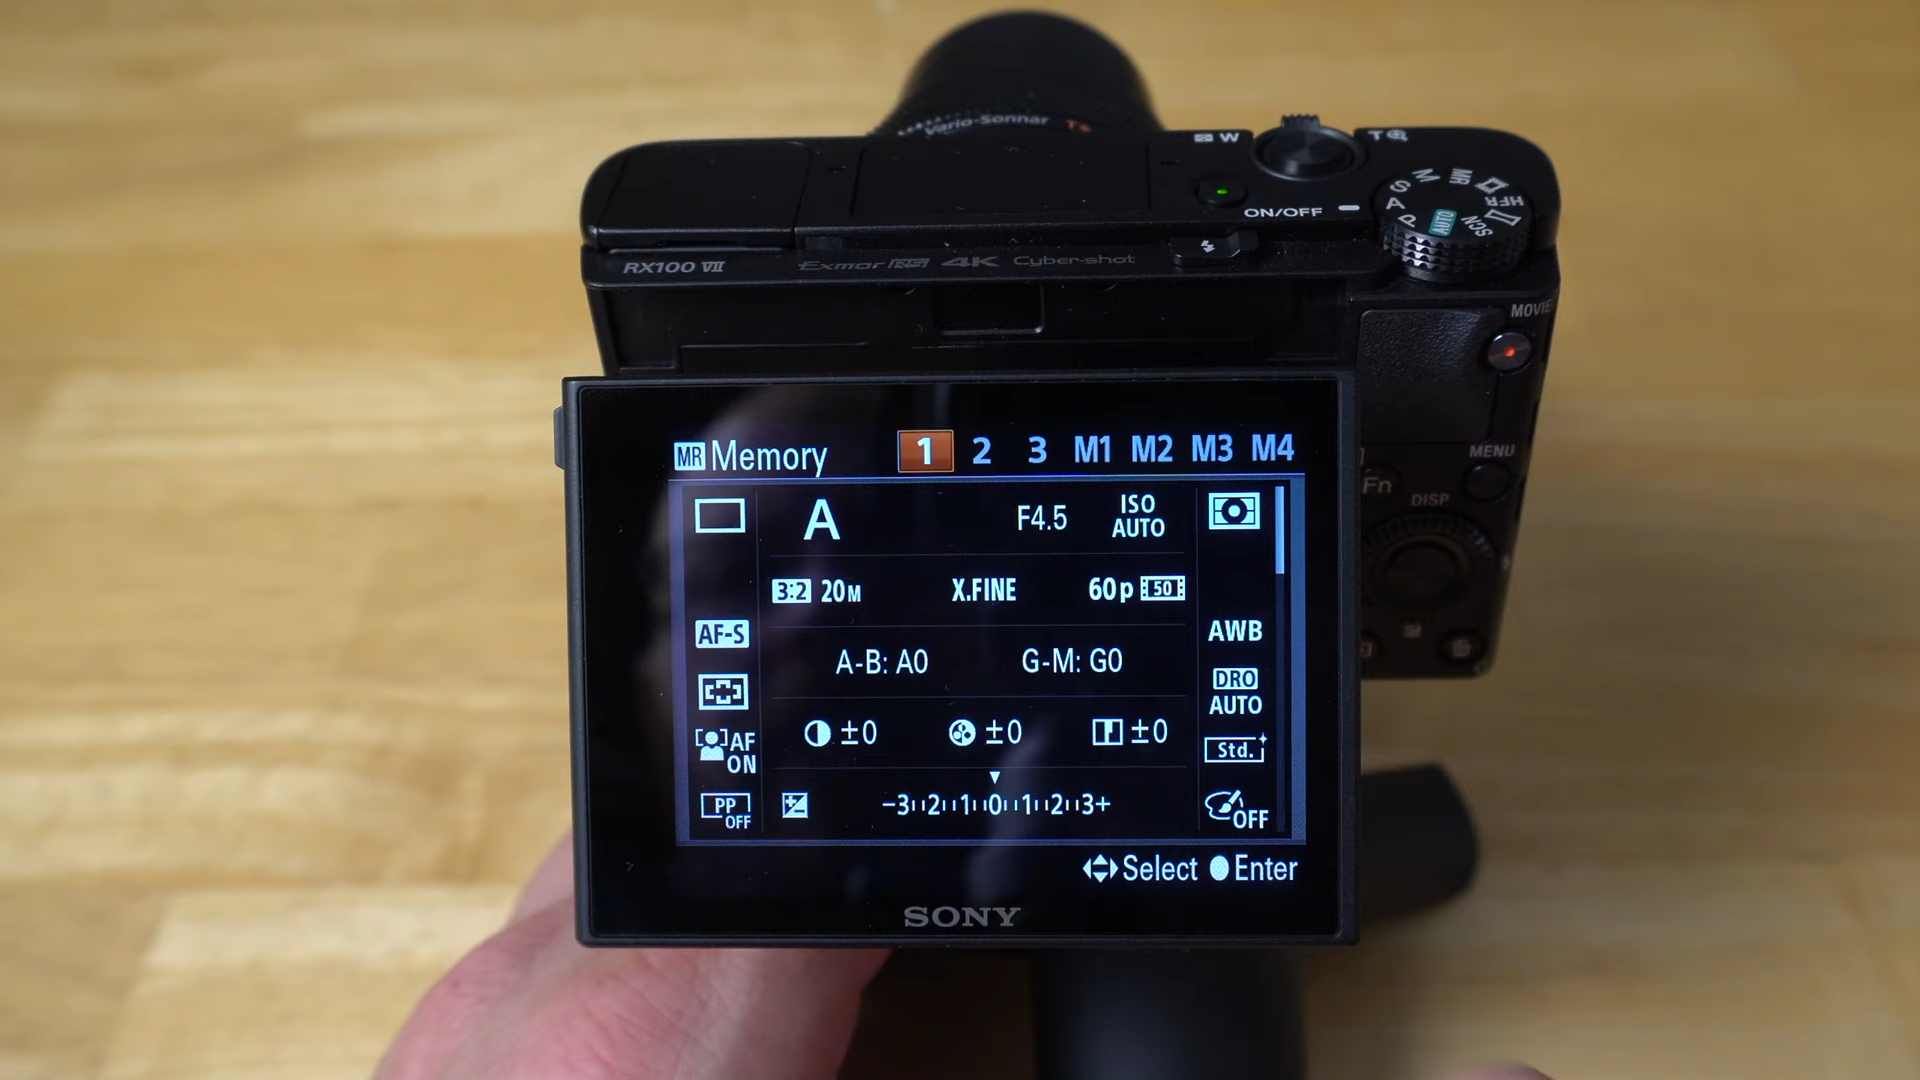 Vario-Sonnar T*
W T
ON/OFF
M MR HFR SCN AUTO P A S
RX100 VII Exmor RS 4K Cyber-shot
MOVIE
MR Memory 1 2 3 M1 M2 M3 M4
MENU
Fn
DISP
A F4.5 ISO AUTO
3:2 20M X.FINE 60p 50
AF-S A-B: A0 G-M: G0 AWB
DRO AUTO
AF ON ±0 ±0 ±0 Std.
PP OFF -3 2 1 0 1 2 3+ OFF
Select Enter
SONY